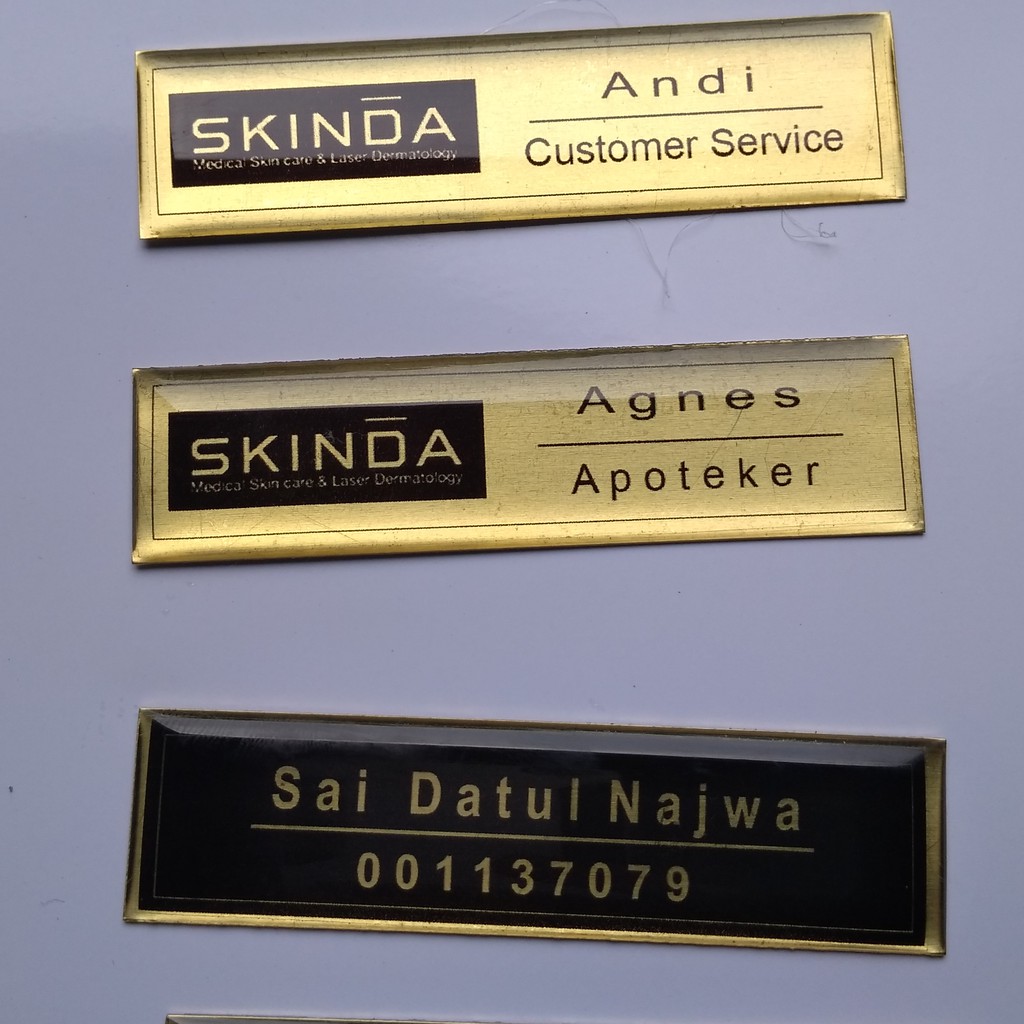 SKINDA
Medical Skin care & Laser Dermatology
Andi
Customer Service
SKINDA
Medical Skin care & Laser Dermatology
Agnes
Apoteker
Sai Datul Najwa
001137079